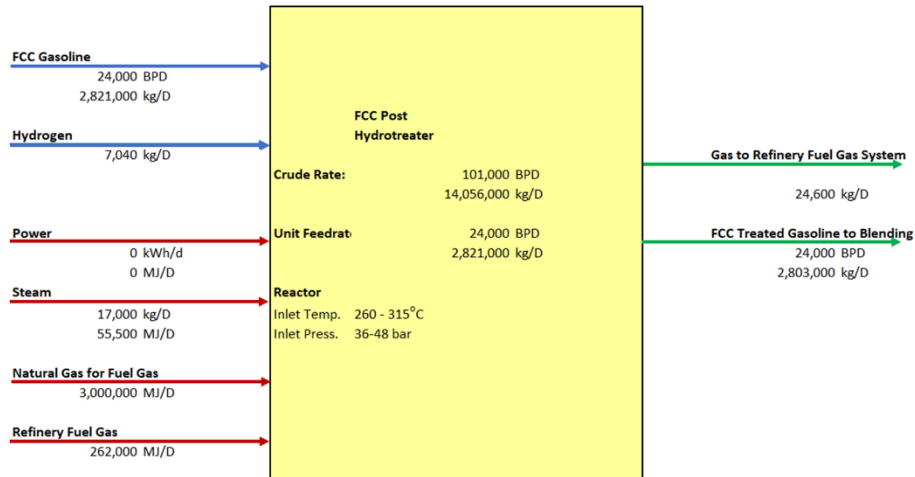 FCC Gasoline
24,000 BPD
2,821,000 kg/D
Hydrogen
7,040 kg/D
Power
0 kWh/d
0 MJ/D
Steam
17,000 kg/D
55,500 MJ/D
Natural Gas for Fuel Gas
3,000,000 MJ/D
Refinery Fuel Gas
262,000 MJ/D
FCC Post
Hydrotreater
Crude Rate: 101,000 BPD
14,056,000 kg/D
Unit Feedrat 24,000 BPD
2,821,000 kg/D
Reactor
Inlet Temp. 260 - 315°C
Inlet Press. 36-48 bar
Gas to Refinery Fuel Gas System
24,600 kg/D
FCC Treated Gasoline to Blending
24,000 BPD
2,803,000 kg/D